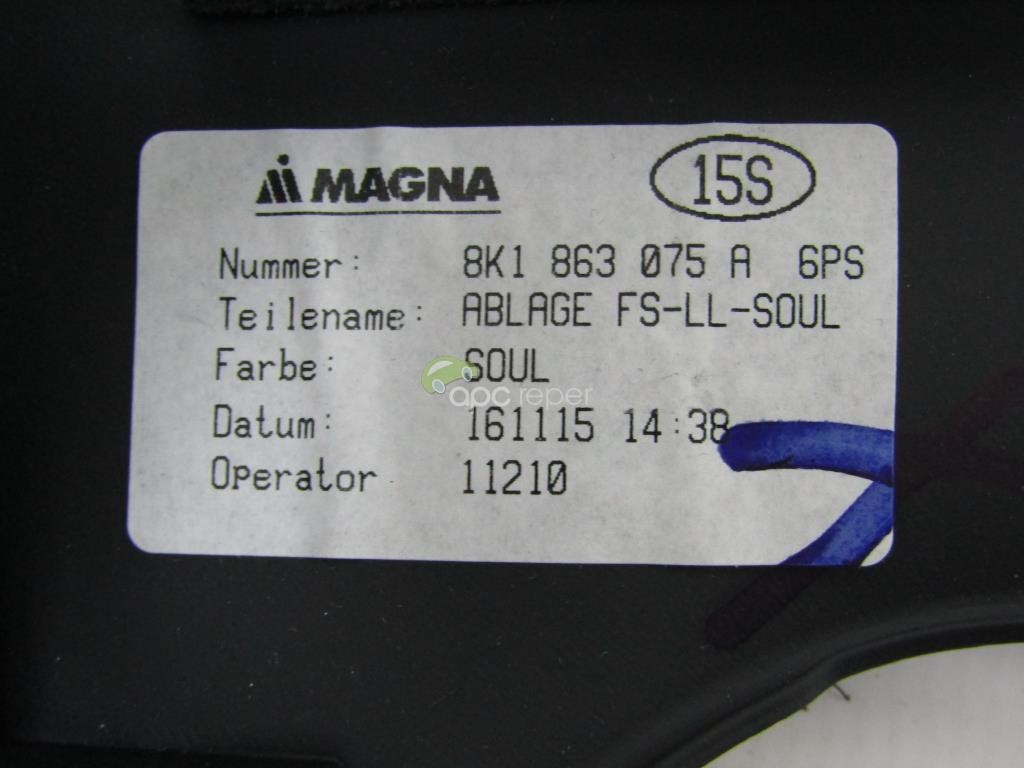 MAGNA 15S
Nummer: 8K1 863 075 A 6PS
Teilename: ABLAGE FS-LL-SOUL
Farbe: SOUL
apc reper
Datum: 161115 14:38
Operator 11210